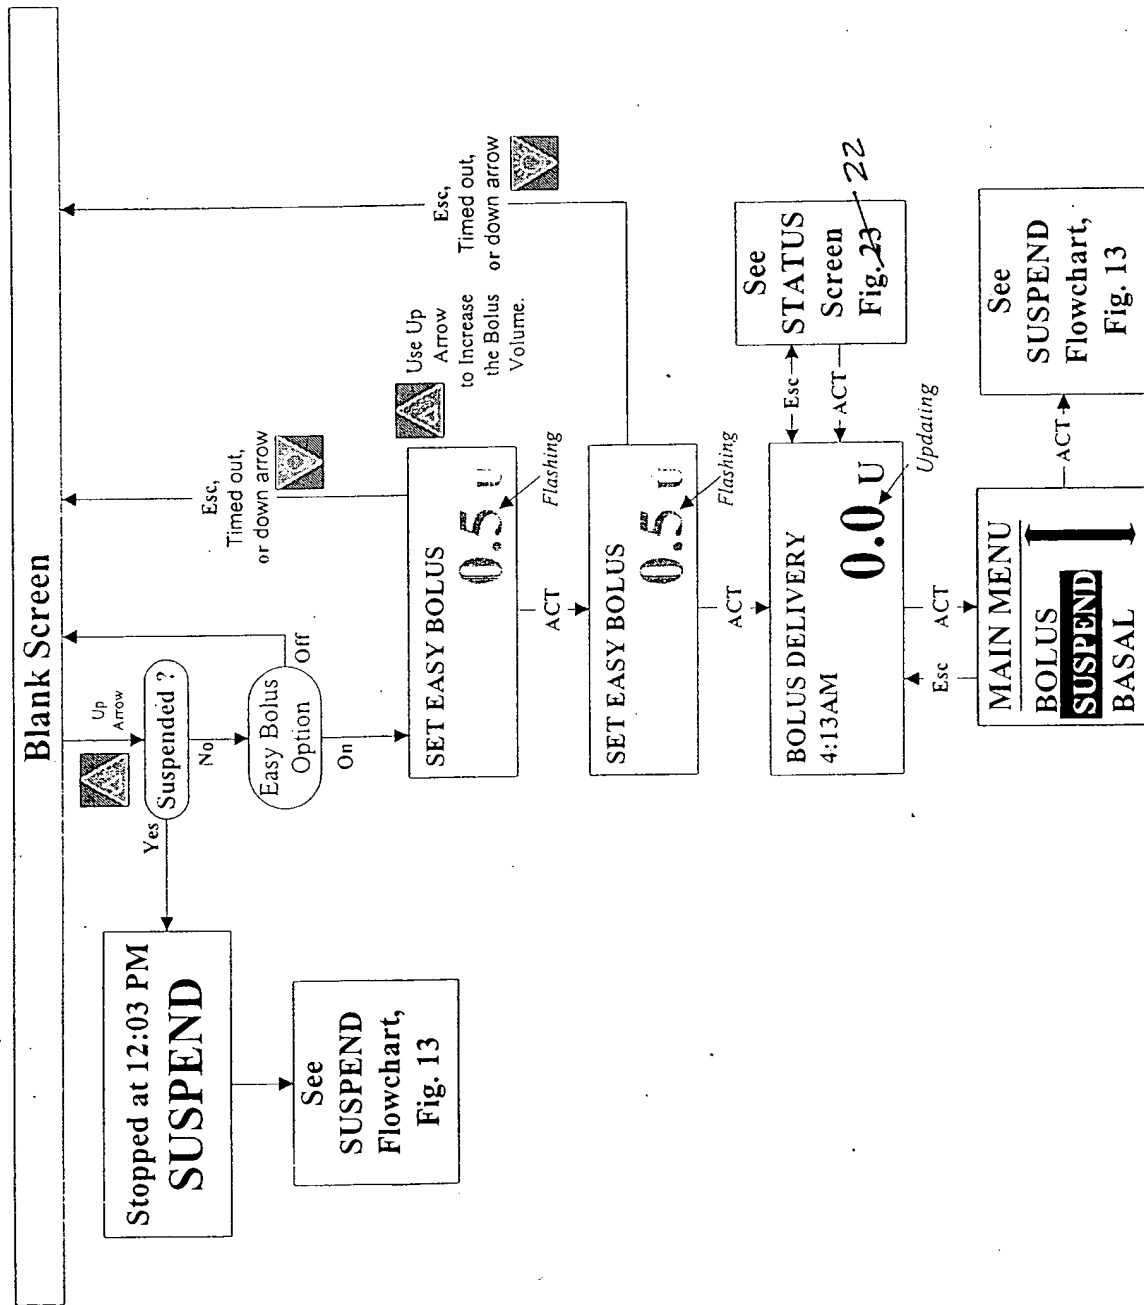 Blank Screen
Up
Arrow
Suspended ?
Yes
No
Stopped at 12:03 PM
SUSPEND
See
SUSPEND
Flowchart,
Fig. 13
Easy Bolus
Option
Off
On
Esc,
Timed out,
or down arrow
SET EASY BOLUS
0.5 U
Flashing
Use Up
Arrow
to Increase
the Bolus
Volume.
ACT
SET EASY BOLUS
0.5 U
Flashing
Esc,
Timed out,
or down arrow
ACT
BOLUS DELIVERY
4:13AM
0.0 U
Updating
Esc
ACT
See
STATUS
Screen
Fig. 23 22
Esc
ACT
MAIN MENU
BOLUS
SUSPEND
BASAL
ACT
See
SUSPEND
Flowchart,
Fig. 13